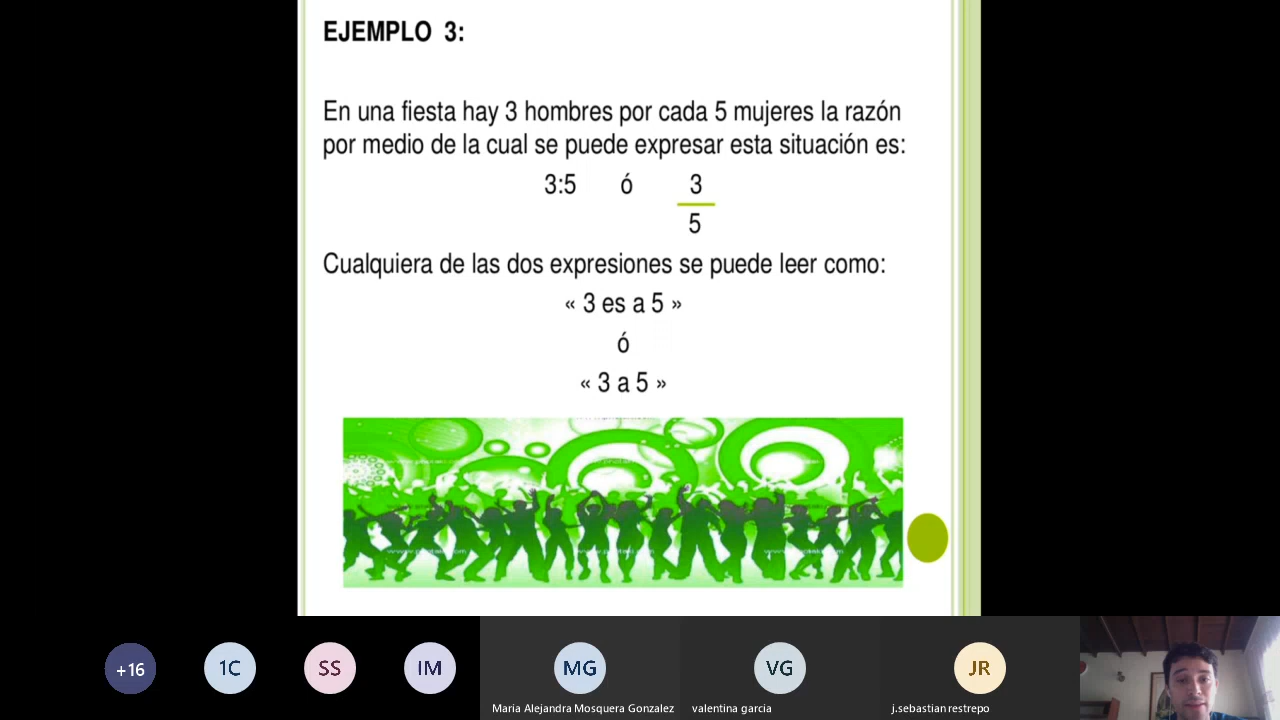 EJEMPLO 3:
En una fiesta hay 3 hombres por cada 5 mujeres la razón
por medio de la cual se puede expresar esta situación es:
3:5 ó 3
5
Cualquiera de las dos expresiones se puede leer como:
« 3 es a 5 »
ó
« 3 a 5 »
+16
1C
SS
IM
MG
VG
JR
Maria Alejandra Mosquera Gonzalez
valentina garcia
j.sebastian restrepo